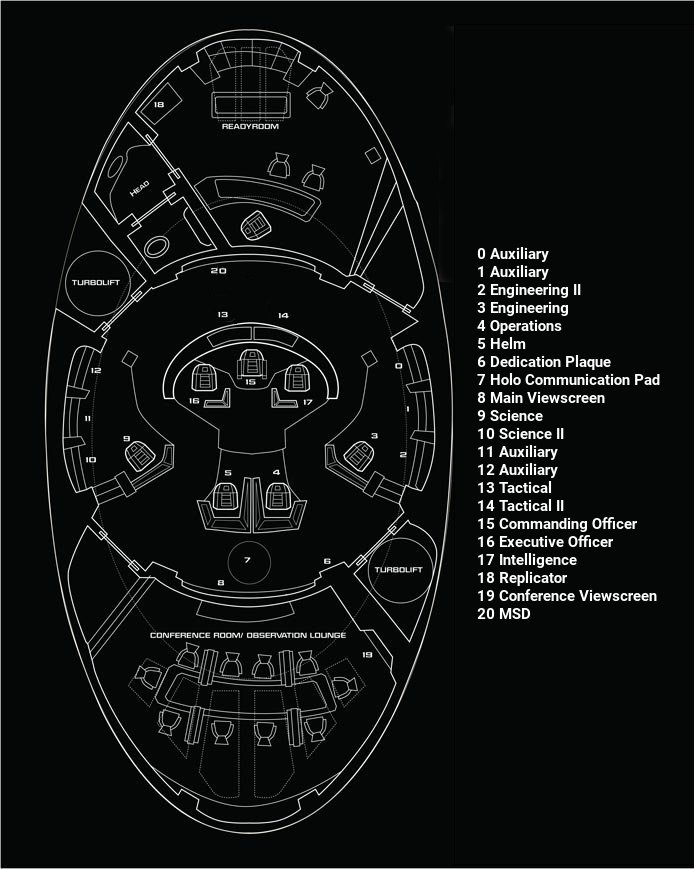 18
READYROOM
HEAD
TURBOLIFT
20
13
14
15
16
17
12
11
10
9
0
1
2
3
5
4
7
6
8
TURBOLIFT
CONFERENCE ROOM/ OBSERVATION LOUNGE
19
0 Auxiliary
1 Auxiliary
2 Engineering II
3 Engineering
4 Operations
5 Helm
6 Dedication Plaque
7 Holo Communication Pad
8 Main Viewscreen
9 Science
10 Science II
11 Auxiliary
12 Auxiliary
13 Tactical
14 Tactical II
15 Commanding Officer
16 Executive Officer
17 Intelligence
18 Replicator
19 Conference Viewscreen
20 MSD